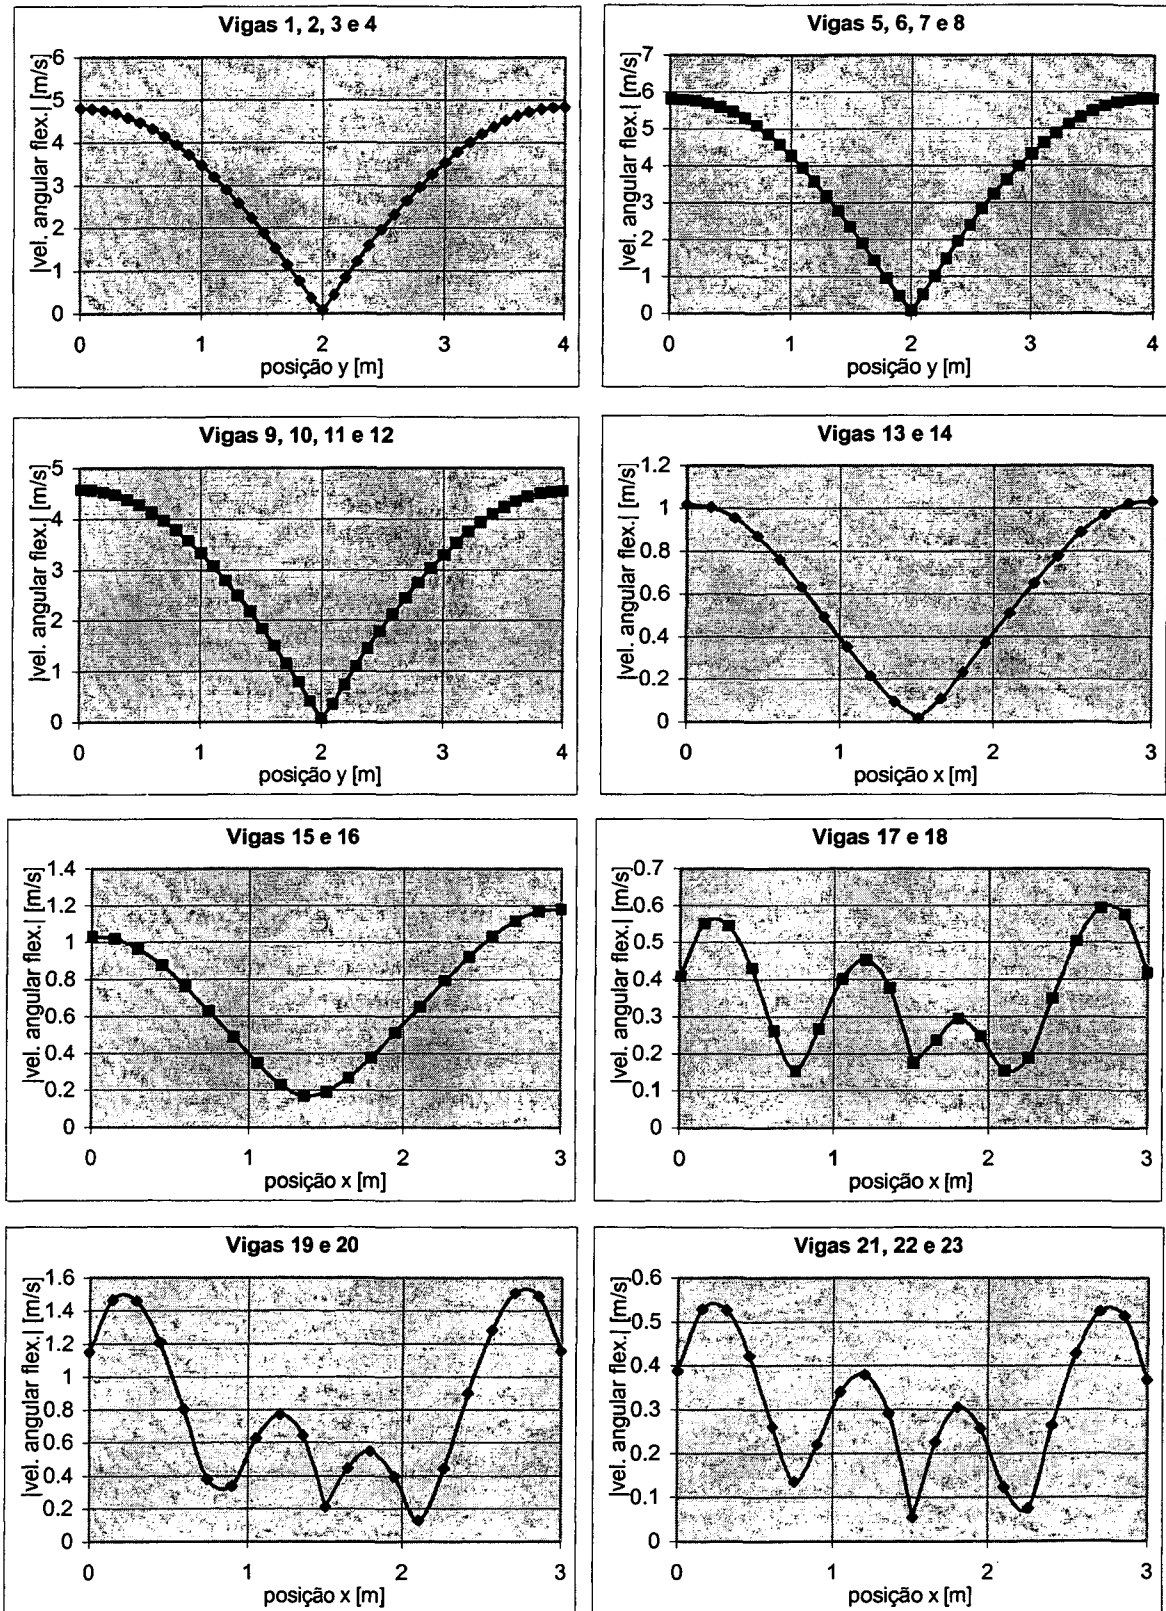 Vigas 1, 2, 3 e 4
|vel. angular flex.| [m/s]
6
5
4
3
2
1
0
0 1 2 3 4
posição y [m]
Vigas 5, 6, 7 e 8
|vel. angular flex.| [m/s]
7
6
5
4
3
2
1
0
0 1 2 3 4
posição y [m]
Vigas 9, 10, 11 e 12
|vel. angular flex.| [m/s]
5
4
3
2
1
0
0 1 2 3 4
posição y [m]
Vigas 13 e 14
|vel. angular flex.| [m/s]
1.2
1
0.8
0.6
0.4
0.2
0
0 1 2 3
posição x [m]
Vigas 15 e 16
|vel. angular flex.| [m/s]
1.4
1.2
1
0.8
0.6
0.4
0.2
0
0 1 2 3
posição x [m]
Vigas 17 e 18
|vel. angular flex.| [m/s]
0.7
0.6
0.5
0.4
0.3
0.2
0.1
0
0 1 2 3
posição x [m]
Vigas 19 e 20
|vel. angular flex.| [m/s]
1.6
1.4
1.2
1
0.8
0.6
0.4
0.2
0
0 1 2 3
posição x [m]
Vigas 21, 22 e 23
|vel. angular flex.| [m/s]
0.6
0.5
0.4
0.3
0.2
0.1
0
0 1 2 3
posição x [m]